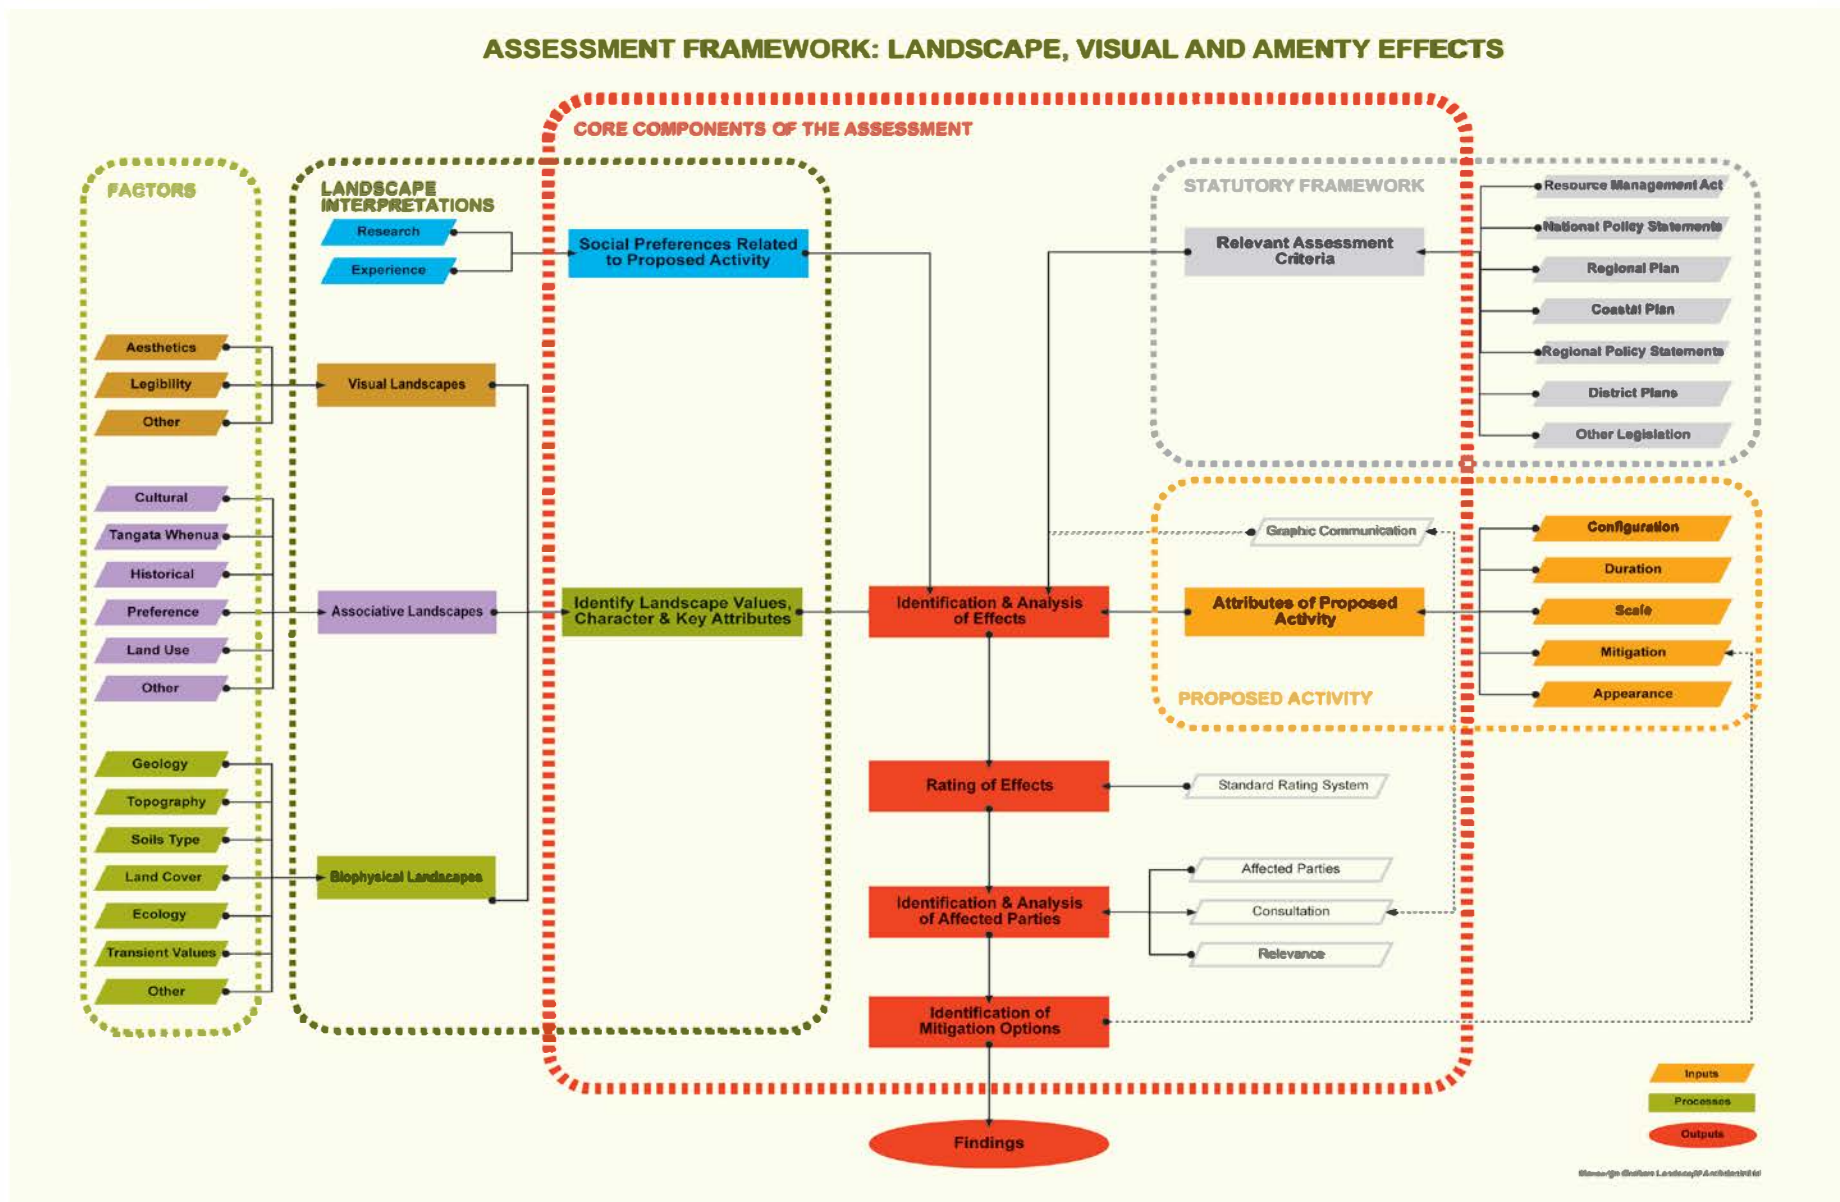 ASSESSMENT FRAMEWORK: LANDSCAPE, VISUAL AND AMENTY EFFECTS
CORE COMPONENTS OF THE ASSESSMENT
FACTORS
Aesthetics
Legibility
Other
Cultural
Tangata Whenua
Historical
Preference
Land Use
Other
Geology
Topography
Soils Type
Land Cover
Ecology
Transient Values
Other
LANDSCAPE
INTERPRETATIONS
Research
Experience
Visual Landscapes
Associative Landscapes
Biophysical Landscapes
Social Preferences Related
to Proposed Activity
Identify Landscape Values,
Character & Key Attributes
Identification & Analysis
of Effects
Rating of Effects
Identification & Analysis
of Affected Parties
Identification of
Mitigation Options
Findings
STATUTORY FRAMEWORK
Relevant Assessment
Criteria
Resource Management Act
National Policy Statements
Regional Plan
Coastal Plan
Regional Policy Statements
District Plans
Other Legislation
Graphic Communication
Attributes of Proposed
Activity
PROPOSED ACTIVITY
Configuration
Duration
Scale
Mitigation
Appearance
Standard Rating System
Affected Parties
Consultation
Relevance
Inputs
Processes
Outputs